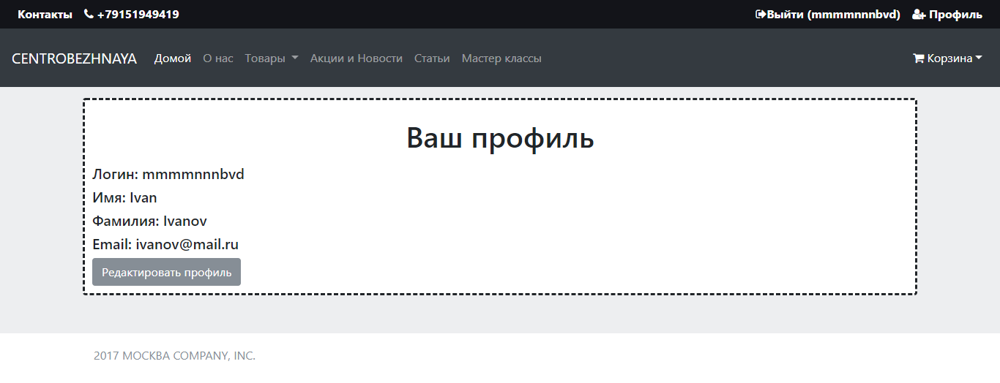 Контакты +79151949419 Выйти (mmmmnnnbvd) Профиль
CENTROBEZHNAYA Домой О нас Товары Акции и Новости Статьи Мастер классы Корзина
Ваш профиль
Логин: mmmmnnnbvd
Имя: Ivan
Фамилия: Ivanov
Email: ivanov@mail.ru
Редактировать профиль
2017 МОСКВА COMPANY, INC.